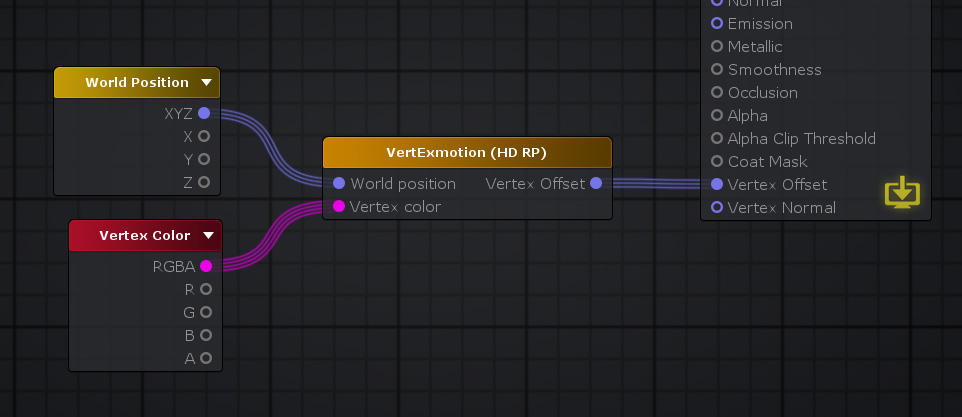 World Position
XYZ
X
Y
Z
Vertex Color
RGBA
R
G
B
A
VertExmotion (HD RP)
World position
Vertex Offset
Vertex color
Normal
Emission
Metallic
Smoothness
Occlusion
Alpha
Alpha Clip Threshold
Coat Mask
Vertex Offset
Vertex Normal